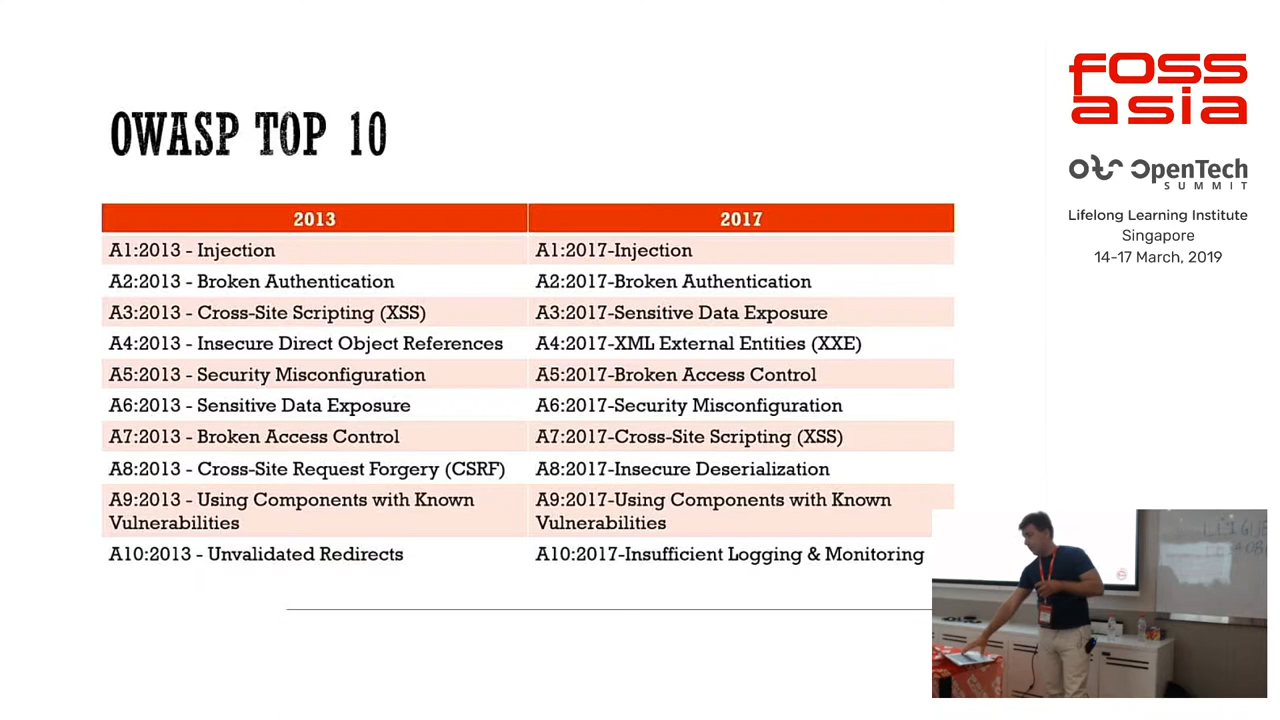 OWASP TOP 10
2013
2017
A1:2013 - Injection
A1:2017-Injection
A2:2013 - Broken Authentication
A2:2017-Broken Authentication
A3:2013 - Cross-Site Scripting (XSS)
A3:2017-Sensitive Data Exposure
A4:2013 - Insecure Direct Object References
A4:2017-XML External Entities (XXE)
A5:2013 - Security Misconfiguration
A5:2017-Broken Access Control
A6:2013 - Sensitive Data Exposure
A6:2017-Security Misconfiguration
A7:2013 - Broken Access Control
A7:2017-Cross-Site Scripting (XSS)
A8:2013 - Cross-Site Request Forgery (CSRF)
A8:2017-Insecure Deserialization
A9:2013 - Using Components with Known
Vulnerabilities
A9:2017-Using Components with Known
Vulnerabilities
A10:2013 - Unvalidated Redirects
A10:2017-Insufficient Logging & Monitoring
FOSS
asia
OpenTech
SUMMIT
Lifelong Learning Institute
Singapore
14-17 March, 2019